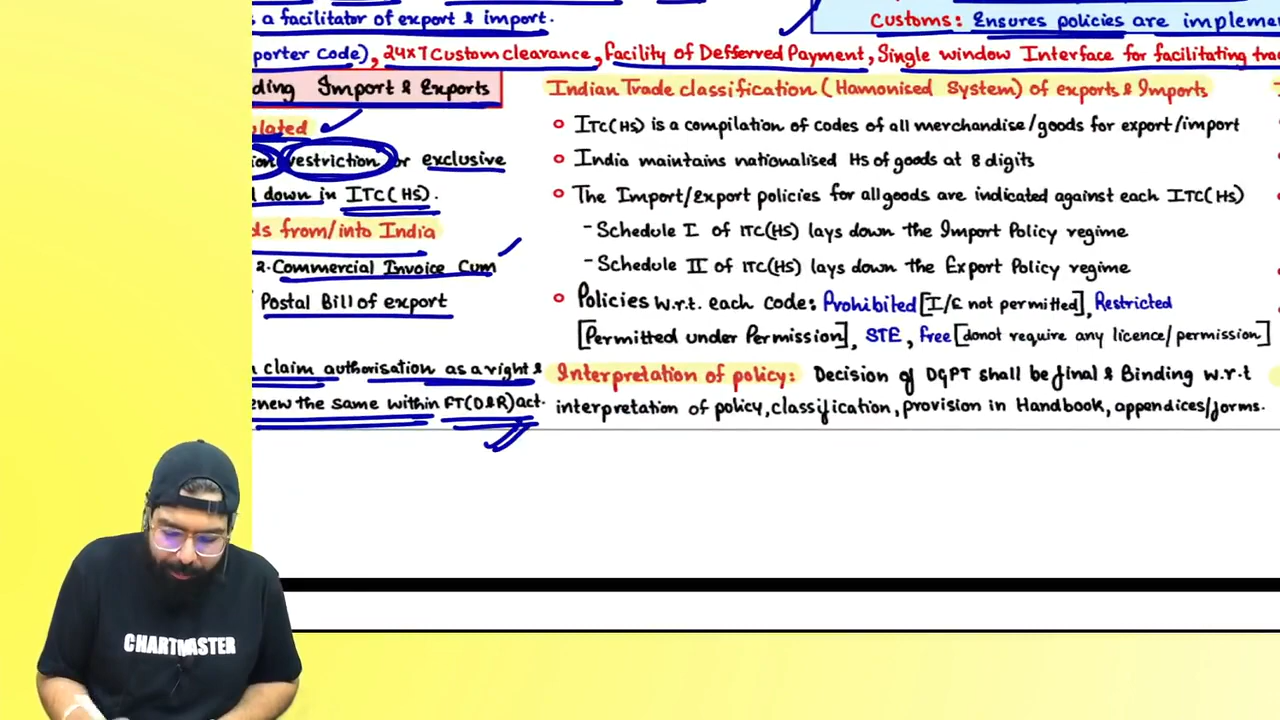 s a facilitator of export & import.
Customs: Ensures policies are impleme
porter Code), 24x7 Custom clearance, facility of Defferred Payment, Single window Interface for facilitating tra
ding Import & Exports
Indian Trade classification (Hamonised System) of exports & Imports
lated
ITC(HS) is a compilation of codes of all merchandise/goods for export/import
restriction or exclusive
India maintains nationalised HS of goods at 8 digits
l down in ITC(HS).
The Import/Export policies for all goods are indicated against each ITC(HS)
ds from/into India
- Schedule I of ITC(HS) lays down the Import Policy regime
2. Commercial Invoice Cum
- Schedule II of ITC(HS) lays down the Export Policy regime
Postal Bill of export
Policies w.r.t. each code: Prohibited [I/E not permitted], Restricted
[Permitted under Permission], STE, free [donot require any licence/permission]
n claim authorisation as a right &
Interpretation of policy: Decision of DGPT shall be final & Binding w.r.t
enew the same within FT(D&R) act.
interpretation of policy, classification, provision in Handbook, appendices/forms.
CHARTMASTER